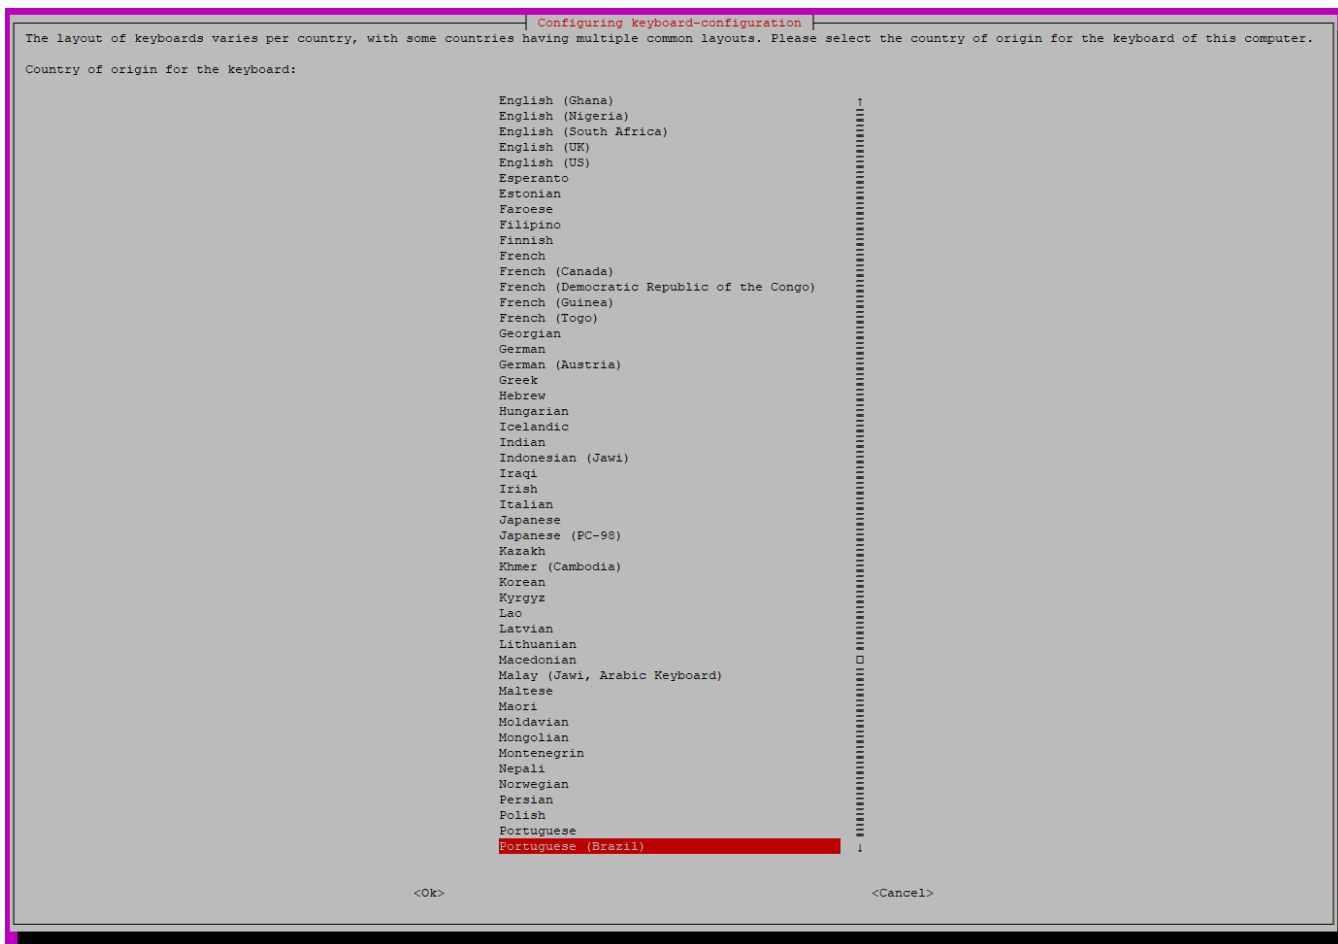 Configuring keyboard-configuration
The layout of keyboards varies per country, with some countries having multiple common layouts. Please select the country of origin for the keyboard of this computer.
Country of origin for the keyboard:
English (Ghana)
English (Nigeria)
English (South Africa)
English (UK)
English (US)
Esperanto
Estonian
Faroese
Filipino
Finnish
French
French (Canada)
French (Democratic Republic of the Congo)
French (Guinea)
French (Togo)
Georgian
German
German (Austria)
Greek
Hebrew
Hungarian
Icelandic
Indian
Indonesian (Jawi)
Iraqi
Irish
Italian
Japanese
Japanese (PC-98)
Kazakh
Khmer (Cambodia)
Korean
Kyrgyz
Lao
Latvian
Lithuanian
Macedonian
Malay (Jawi, Arabic Keyboard)
Maltese
Maori
Moldavian
Mongolian
Montenegrin
Nepali
Norwegian
Persian
Polish
Portuguese
Portuguese (Brazil)
<Ok> <Cancel>